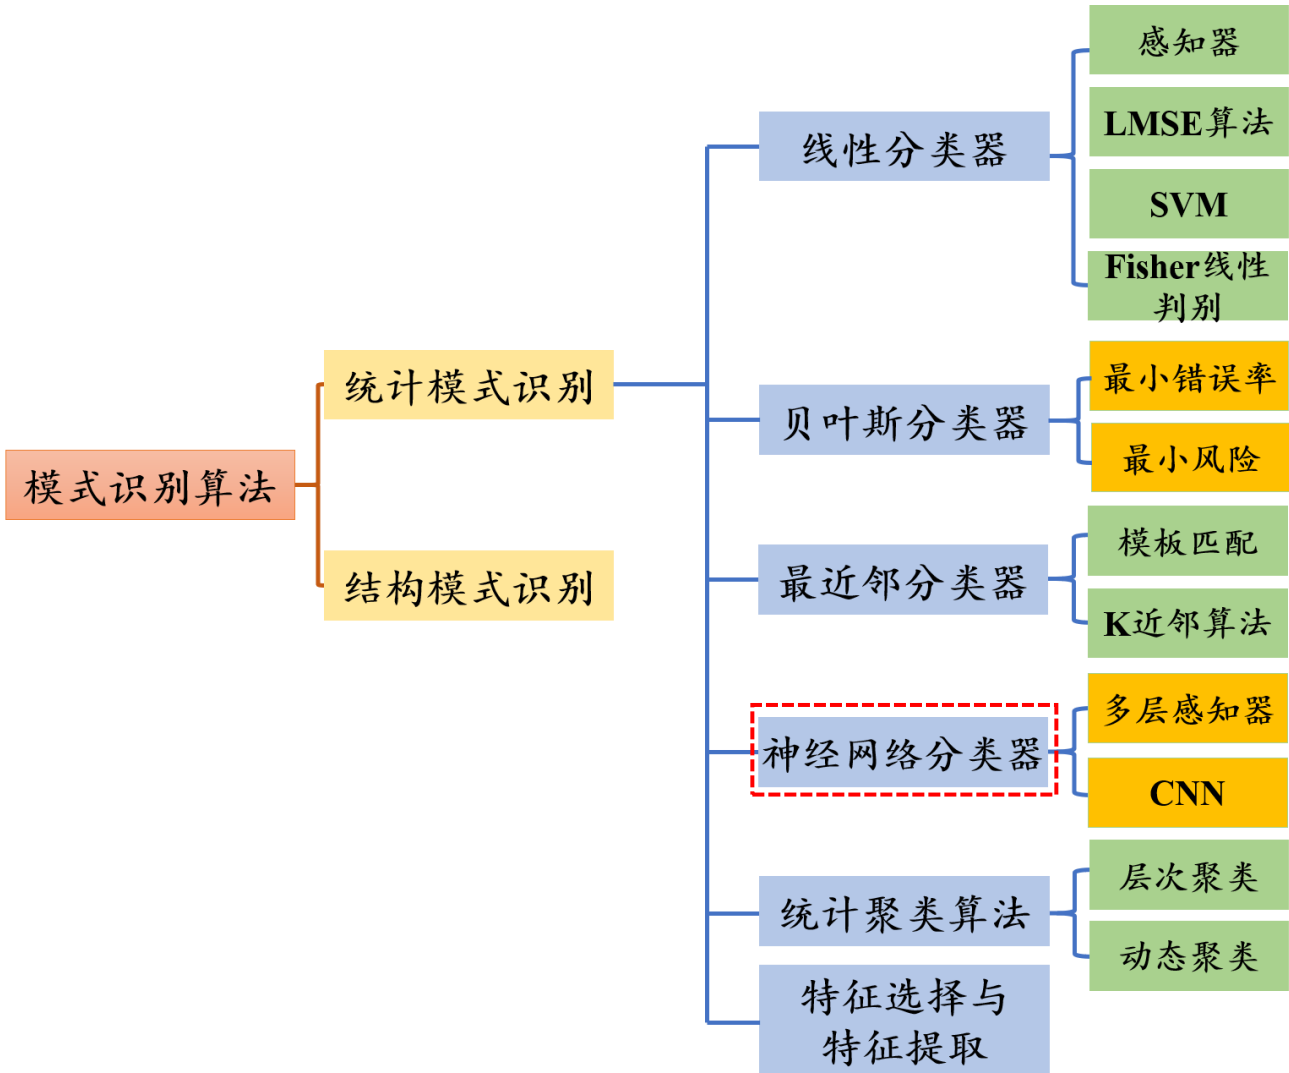 模式识别算法
统计模式识别
结构模式识别
线性分类器
感知器
LMSE算法
SVM
Fisher线性
判别
贝叶斯分类器
最小错误率
最小风险
最近邻分类器
模板匹配
K近邻算法
神经网络分类器
多层感知器
CNN
统计聚类算法
层次聚类
动态聚类
特征选择与
特征提取